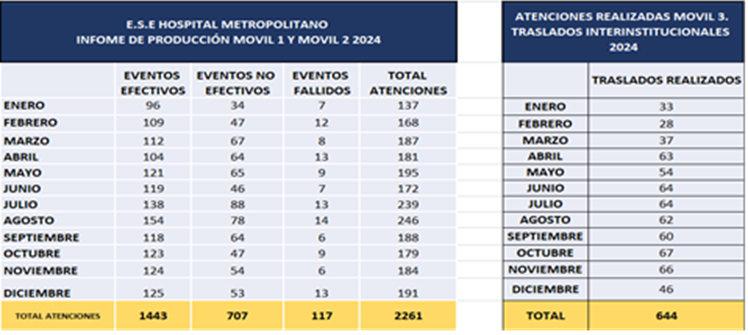 E.S.E HOSPITAL METROPOLITANO
INFOME DE PRODUCCIÓN MOVIL 1 Y MOVIL 2 2024
EVENTOS EFECTIVOS EVENTOS NO EFECTIVOS EVENTOS FALLIDOS TOTAL ATENCIONES
ENERO 96 34 7 137
FEBRERO 109 47 12 168
MARZO 112 67 8 187
ABRIL 104 64 13 181
MAYO 121 65 9 195
JUNIO 119 46 7 172
JULIO 138 88 13 239
AGOSTO 154 78 14 246
SEPTIEMBRE 118 64 6 188
OCTUBRE 123 47 9 179
NOVIEMBRE 124 54 6 184
DICIEMBRE 125 53 13 191
TOTAL ATENCIONES 1443 707 117 2261
ATENCIONES REALIZADAS MOVIL 3.
TRASLADOS INTERINSTITUCIONALES
2024
TRASLADOS REALIZADOS
ENERO 33
FEBRERO 28
MARZO 37
ABRIL 63
MAYO 54
JUNIO 64
JULIO 64
AGOSTO 62
SEPTIEMBRE 60
OCTUBRE 67
NOVIEMBRE 66
DICIEMBRE 46
TOTAL 644